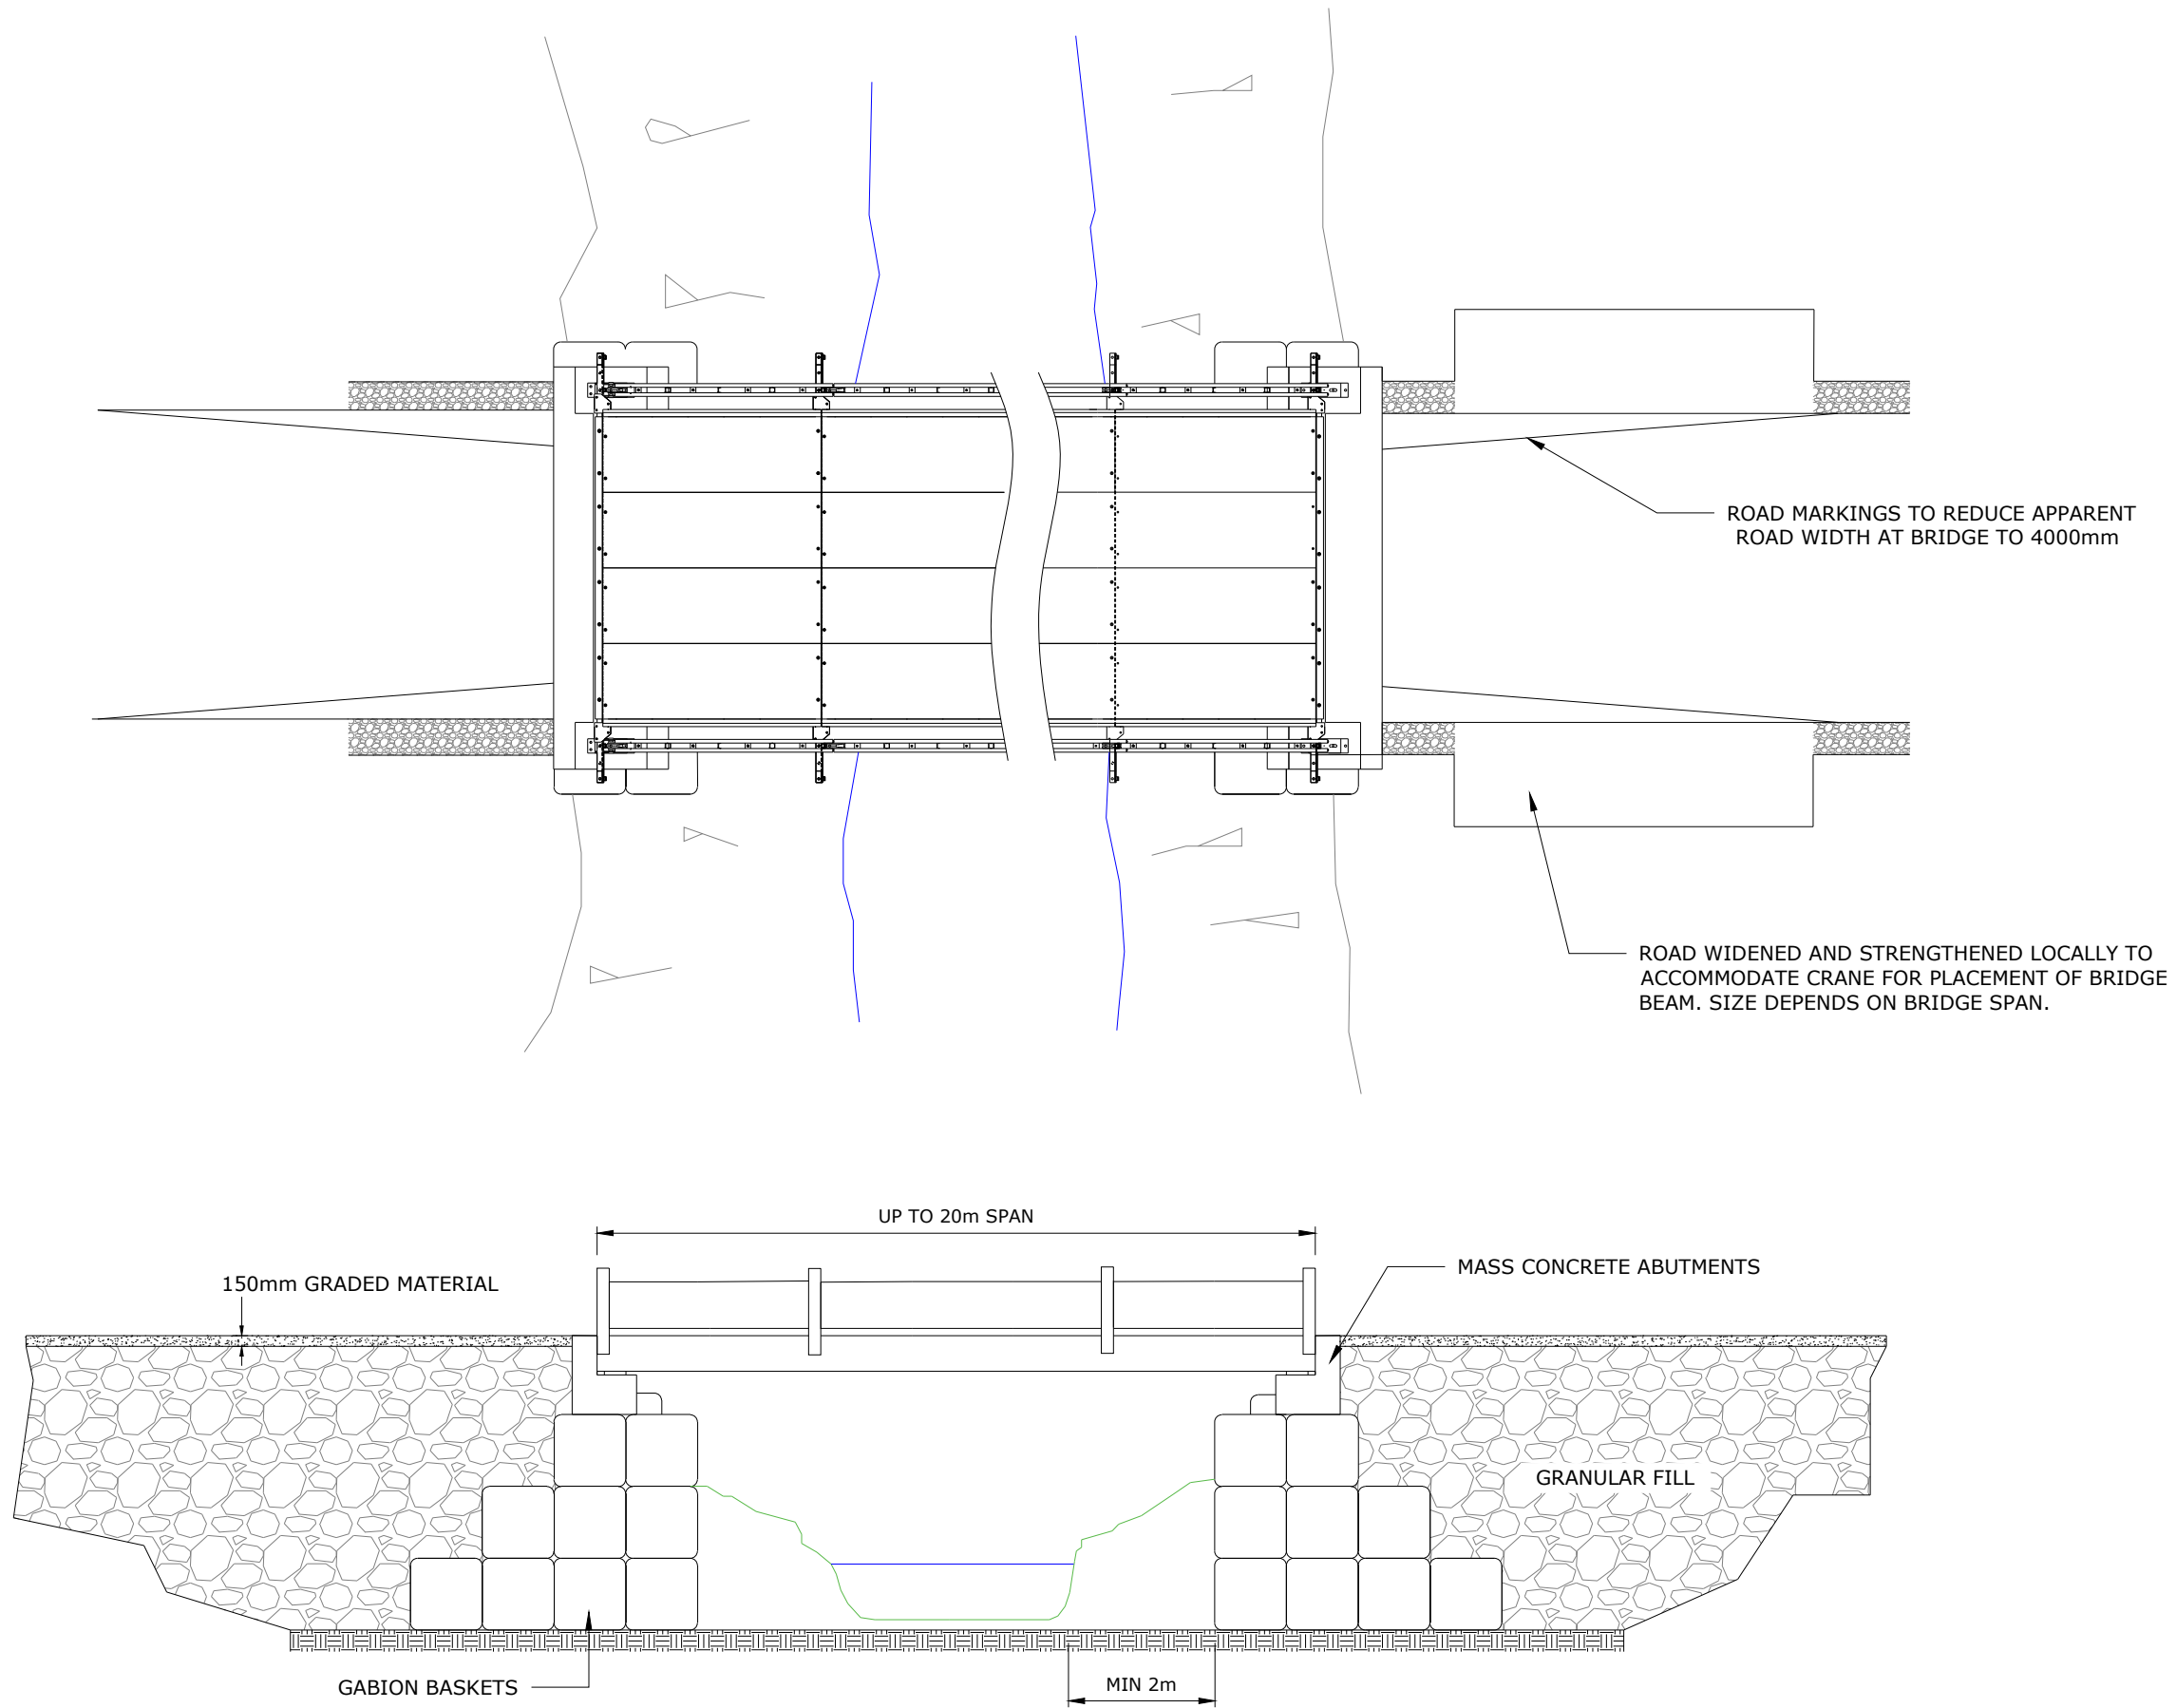 ROAD MARKINGS TO REDUCE APPARENT
ROAD WIDTH AT BRIDGE TO 4000mm
ROAD WIDENED AND STRENGTHENED LOCALLY TO
ACCOMMODATE CRANE FOR PLACEMENT OF BRIDGE
BEAM. SIZE DEPENDS ON BRIDGE SPAN.
UP TO 20m SPAN
150mm GRADED MATERIAL
MASS CONCRETE ABUTMENTS
GRANULAR FILL
GABION BASKETS
MIN 2m